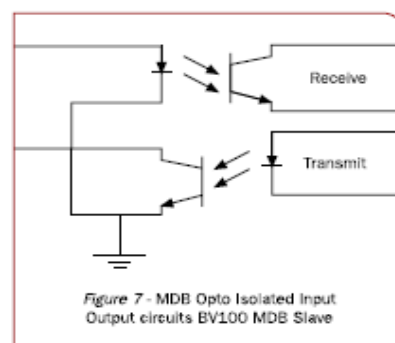 Receive
Transmit
Figure 7 - MDB Opto Isolated Input
Output circuits BV100 MDB Slave